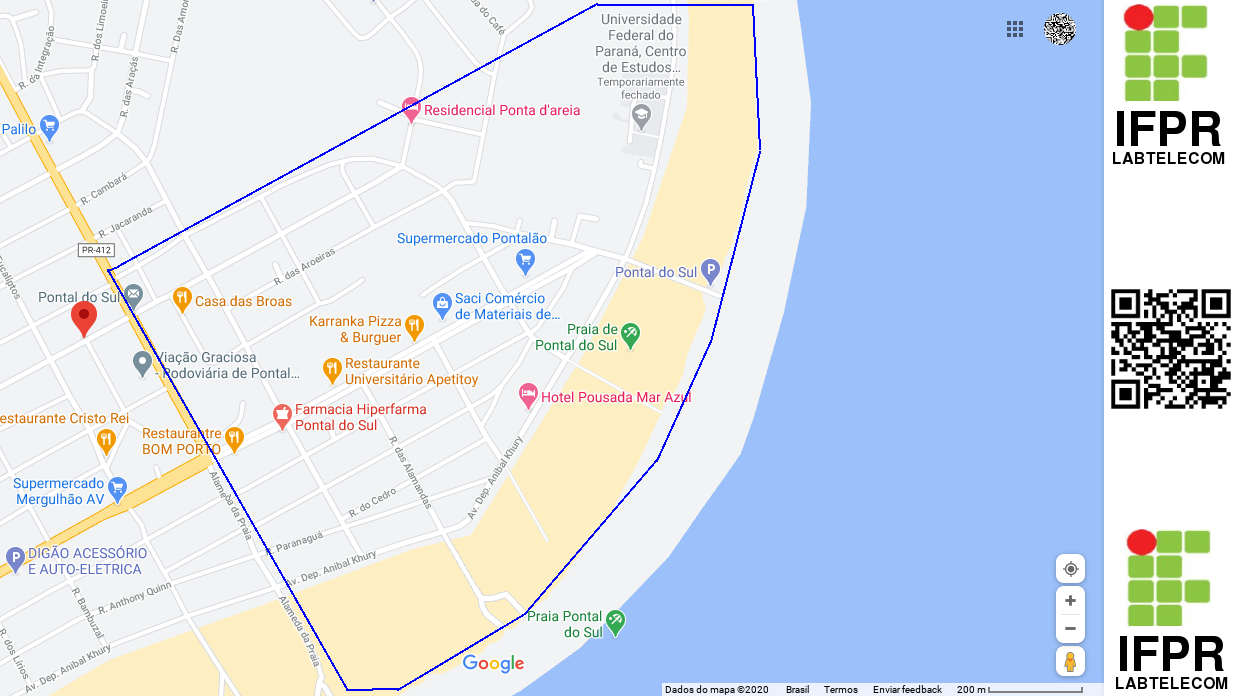 R. da Integração
R. dos Limoei
R. Das Amor
R. das Araçás
ua do Café
Universidade
Federal do
Paraná, Centro
de Estudos...
Temporariamente
fechado
Residencial Ponta d'areia
Palilo
R. Cambará
R. Jacaranda
PR-412
Eucaliptos
R. das Aroeiras
Supermercado Pontalão
Pontal do Sul
P
Pontal do Sul
Casa das Broas
Saci Comércio
de Materiais de...
Karranka Pizza
& Burguer
Praia de
Pontal do Sul
Viação Graciosa
- Rodoviária de Pontal...
Restaurante
Universitário Apetitoy
Hotel Pousada Mar Azul
Farmacia Hiperfarma
Pontal do Sul
estaurante Cristo Rei
Restaurantre
BOM PORTO
R. das Alamandas
Av. Dep. Anibal Khury
Supermercado
Mergulhão AV
Alameda da Praia
R. do Cedro
R. Paranaguá
Av. Dep. Anibal Khury
P
DIGÃO ACESSÓRIO
E AUTO-ELETRICA
R. Anthony Quinn
R. Bambuzal
Alameda da Praia
R. dos Lírios
Av. Dep. Anibal Khury
Praia Pontal
do Sul
Google
Dados do mapa ©2020 Brasil Termos Enviar feedback 200 m
IFPR
LABTELECOM
IFPR
LABTELECOM